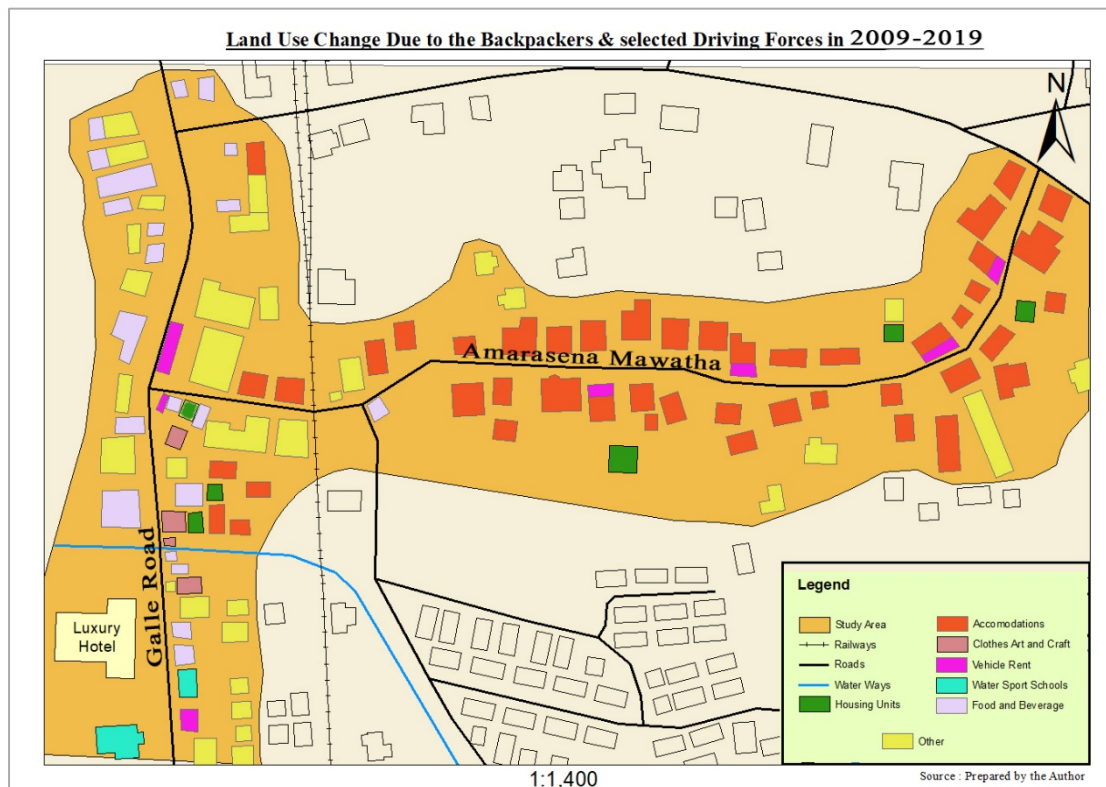 Land Use Change Due to the Backpackers & selected Driving Forces in 2009-2019
N
Amarasena Mawatha
Galle Road
Luxury
Hotel
Legend
Study Area
Railways
Roads
Water Ways
Housing Units
Accomodations
Clothes Art and Craft
Vehicle Rent
Water Sport Schools
Food and Beverage
Other
1:1,400
Source : Prepared by the Author